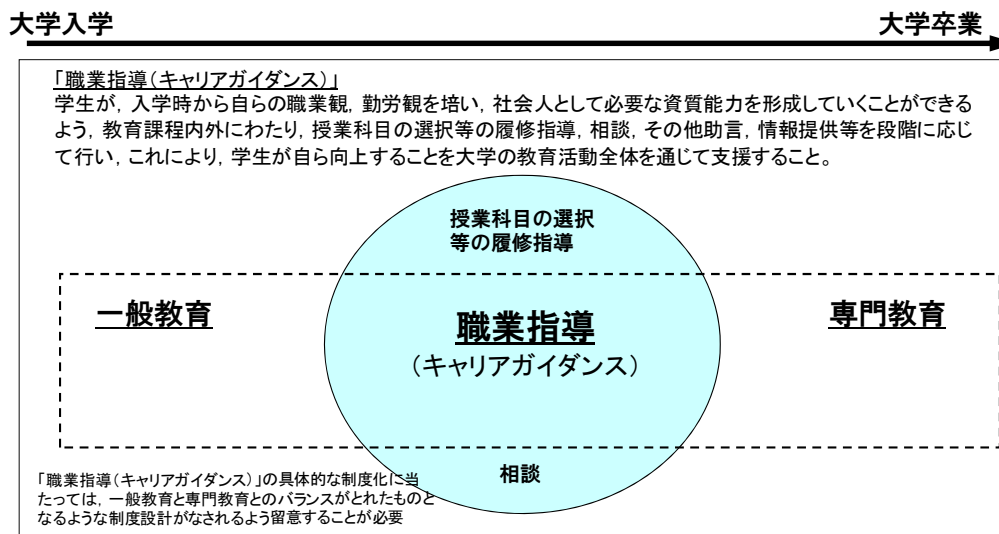 大学入学
大学卒業
「職業指導(キャリアガイダンス)」
学生が，入学時から自らの職業観，勤労観を培い，社会人として必要な資質能力を形成していくことができる
よう，教育課程内外にわたり，授業科目の選択等の履修指導，相談，その他助言，情報提供等を段階に応じ
て行い，これにより，学生が自ら向上することを大学の教育活動全体を通じて支援すること。
授業科目の選択
等の履修指導
一般教育
職業指導
（キャリアガイダンス）
専門教育
相談
「職業指導(キャリアガイダンス)」の具体的な制度化に当
たっては，一般教育と専門教育とのバランスがとれたものと
なるような制度設計がなされるよう留意することが必要